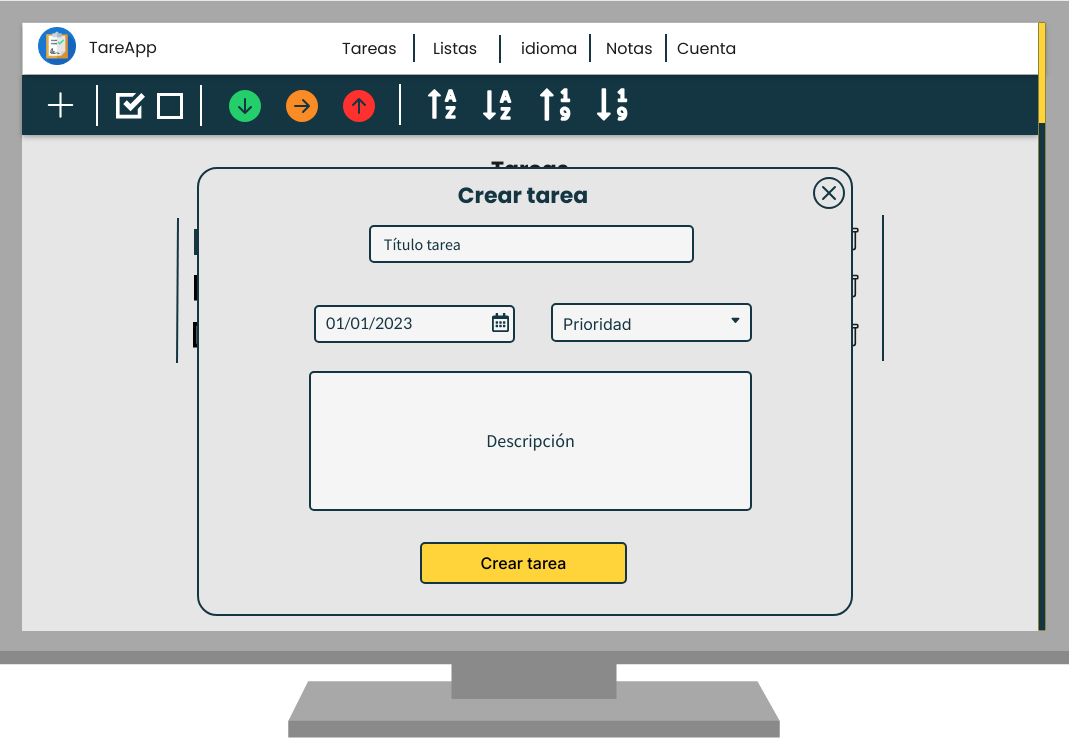 TareApp
Tareas
Listas
idioma
Notas
Cuenta
A
Z
A
Z
1
9
1
9
Tareas
Crear tarea
Título tarea
01/01/2023
Prioridad
Descripción
Crear tarea